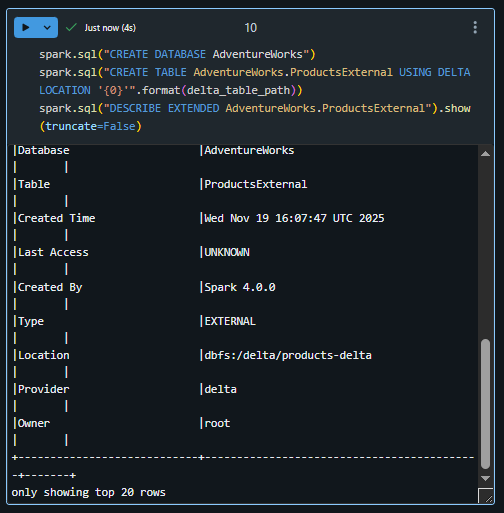 Just now (4s)
10
spark.sql("CREATE DATABASE AdventureWorks")
spark.sql("CREATE TABLE AdventureWorks.ProductsExternal USING DELTA
LOCATION '{0}'".format(delta_table_path))
spark.sql("DESCRIBE EXTENDED AdventureWorks.ProductsExternal").show
(truncate=False)
|Database |AdventureWorks
| |
|Table |ProductsExternal
| |
|Created Time |Wed Nov 19 16:07:47 UTC 2025
| |
|Last Access |UNKNOWN
| |
|Created By |Spark 4.0.0
| |
|Type |EXTERNAL
| |
|Location |dbfs:/delta/products-delta
| |
|Provider |delta
| |
|Owner |root
| |
+----------------------------+-----------------------------------------
-+-------+
only showing top 20 rows